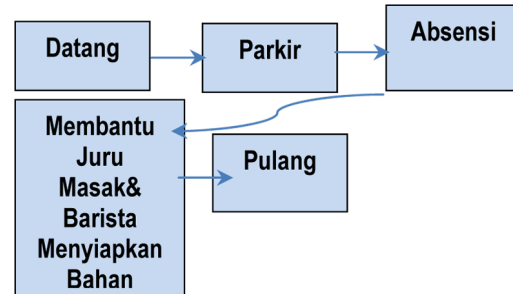 Datang
Parkir
Absensi
Membantu
Juru
Masak&
Barista
Menyiapkan
Bahan
Pulang